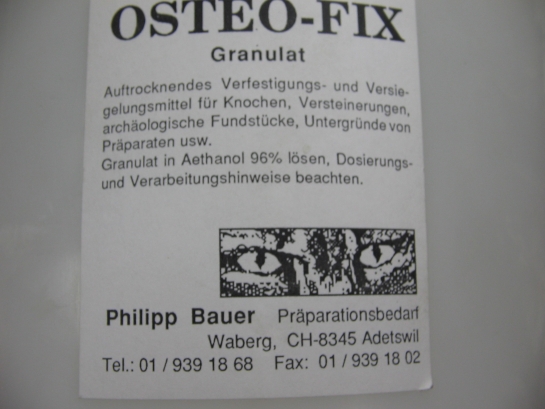 OSTEO-FIX
Granulat
Auftrocknendes Verfestigungs- und Versie-
gelungsmittel für Knochen, Versteinerungen,
archäologische Fundstücke, Untergründe von
Präparaten usw.
Granulat in Aethanol 96% lösen, Dosierungs-
und Verarbeitungshinweise beachten.
Philipp Bauer Präparationsbedarf
Waberg, CH-8345 Adetswil
Tel.: 01 / 939 18 68 Fax: 01 / 939 18 02